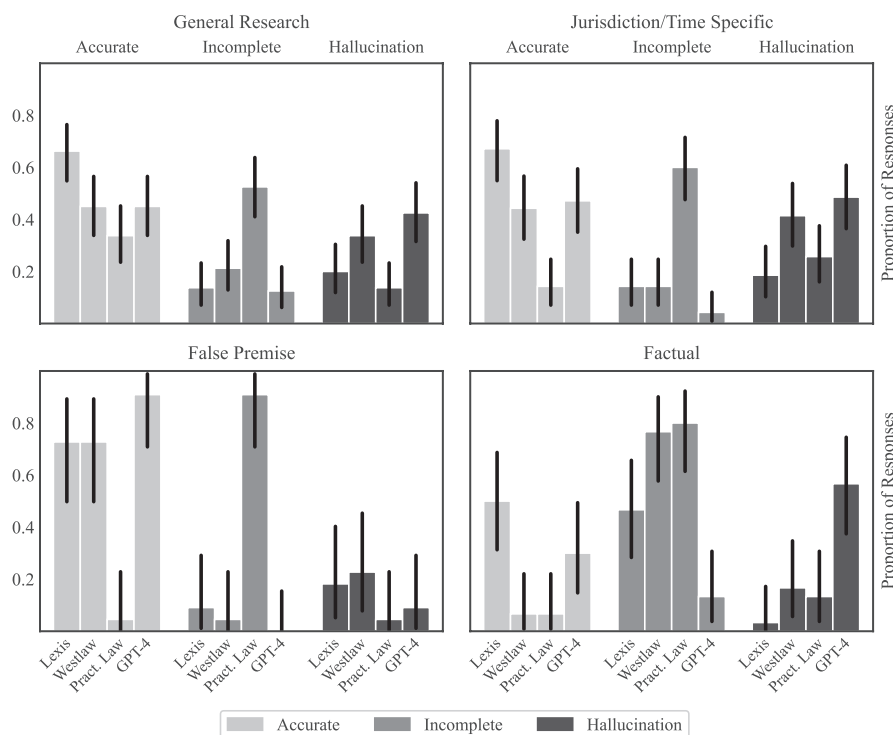 General Research
Jurisdiction/Time Specific
Accurate Incomplete Hallucination
Accurate Incomplete Hallucination
0.8
0.6
0.4
0.2
Proportion of Responses
False Premise
Factual
0.8
0.6
0.4
0.2
Proportion of Responses
Lexis Westlaw Pract. Law GPT-4
Lexis Westlaw Pract. Law GPT-4
Lexis Westlaw Pract. Law GPT-4
Lexis Westlaw Pract. Law GPT-4
Lexis Westlaw Pract. Law GPT-4
Lexis Westlaw Pract. Law GPT-4
Accurate Incomplete Hallucination